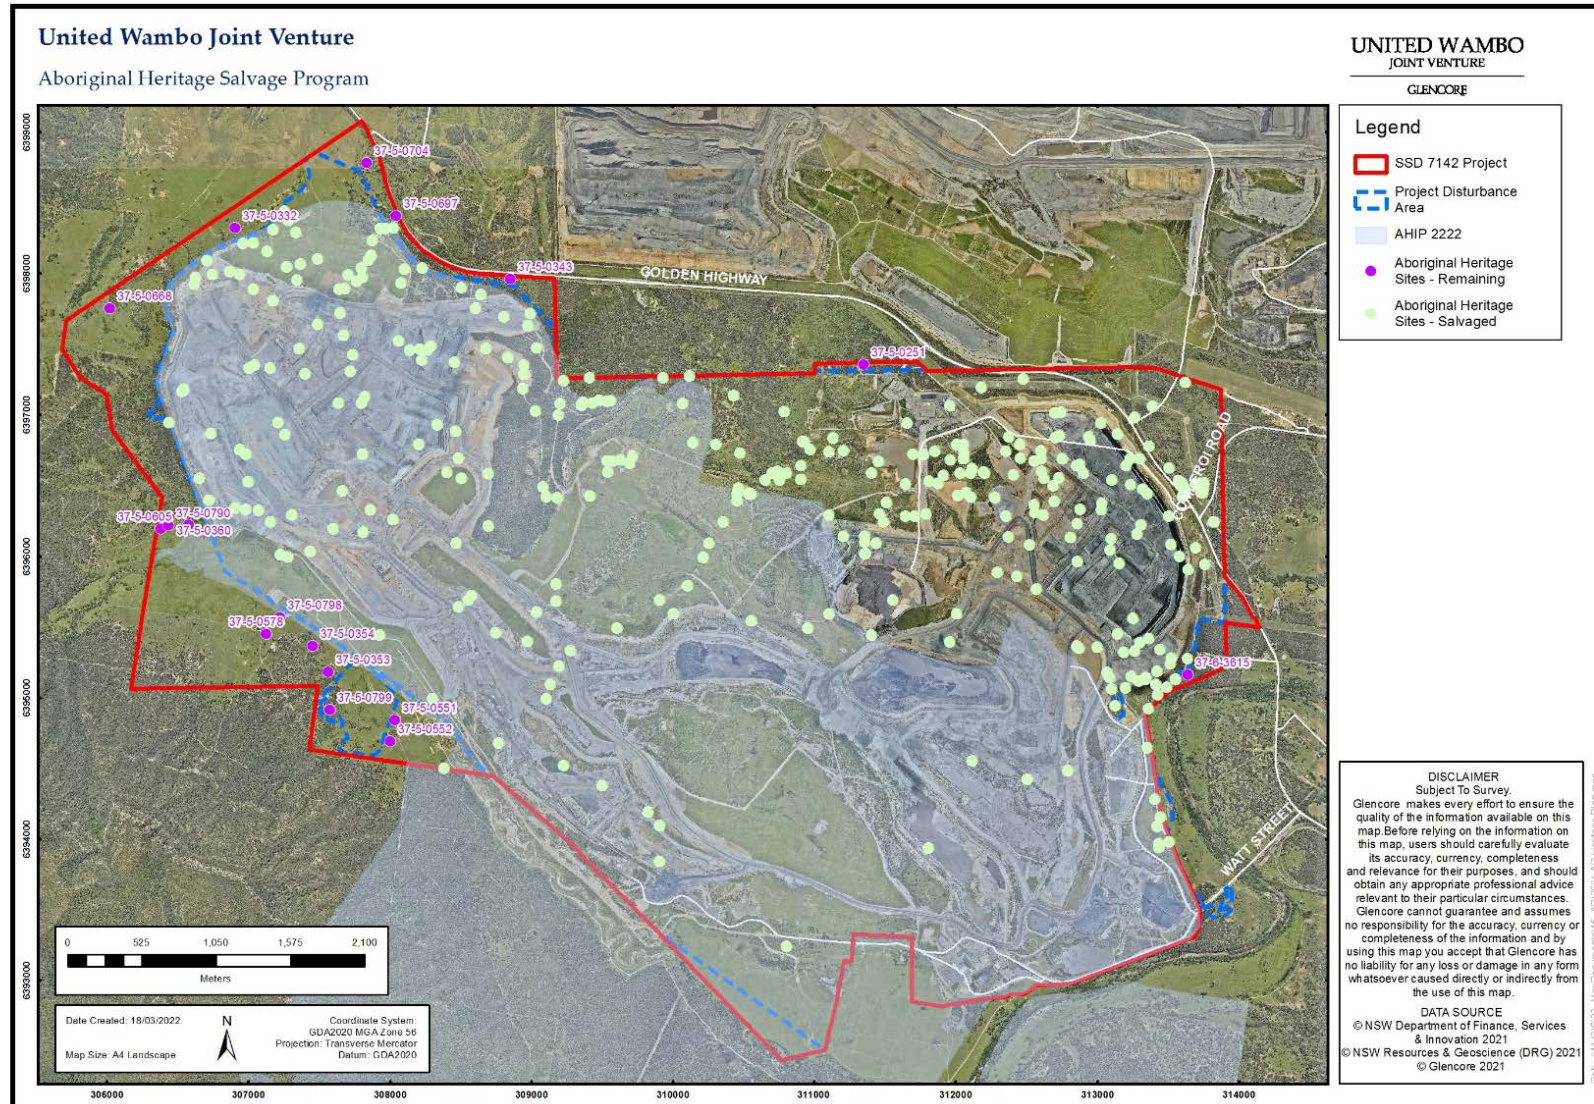 United Wambo Joint Venture
Aboriginal Heritage Salvage Program
UNITED WAMBO
JOINT VENTURE
GLENCORE
Legend
SSD 7142 Project
Project Disturbance
Area
AHIP 2222
Aboriginal Heritage
Sites - Remaining
Aboriginal Heritage
Sites - Salvaged
6399000
6398000
6397000
6396000
6395000
6394000
6393000
37-5-0704
37-5-0697
37-5-0332
37-5-0343
37-5-0668
GOLDEN HIGHWAY
37-5-0251
COMLEROI ROAD
37-5-0605
37-5-0790
37-5-0360
37-5-0798
37-5-0578
37-5-0354
37-5-0353
37-5-0799
37-5-0551
37-5-0552
37-6-3615
WATT STREET
0 525 1,050 1,575 2,100
Meters
Date Created: 18/03/2022
Map Size: A4 Landscape
N
Coordinate System:
GDA2020 MGA Zone 56
Projection: Transverse Mercator
Datum: GDA2020
306000 307000 308000 309000 310000 311000 312000 313000 314000
DISCLAIMER
Subject To Survey.
Glencore makes every effort to ensure the
quality of the information available on this
map.Before relying on the information on
this map, users should carefully evaluate
its accuracy, currency, completeness
and relevance for their purposes, and should
obtain any appropriate professional advice
relevant to their particular circumstances.
Glencore cannot guarantee and assumes
no responsibility for the accuracy, currency or
completeness of the information and by
using this map you accept that Glencore has
no liability for any loss or damage in any form
whatsoever caused directly or indirectly from
the use of this map.
DATA SOURCE
© NSW Department of Finance, Services
& Innovation 2021
© NSW Resources & Geoscience (DRG) 2021
© Glencore 2021